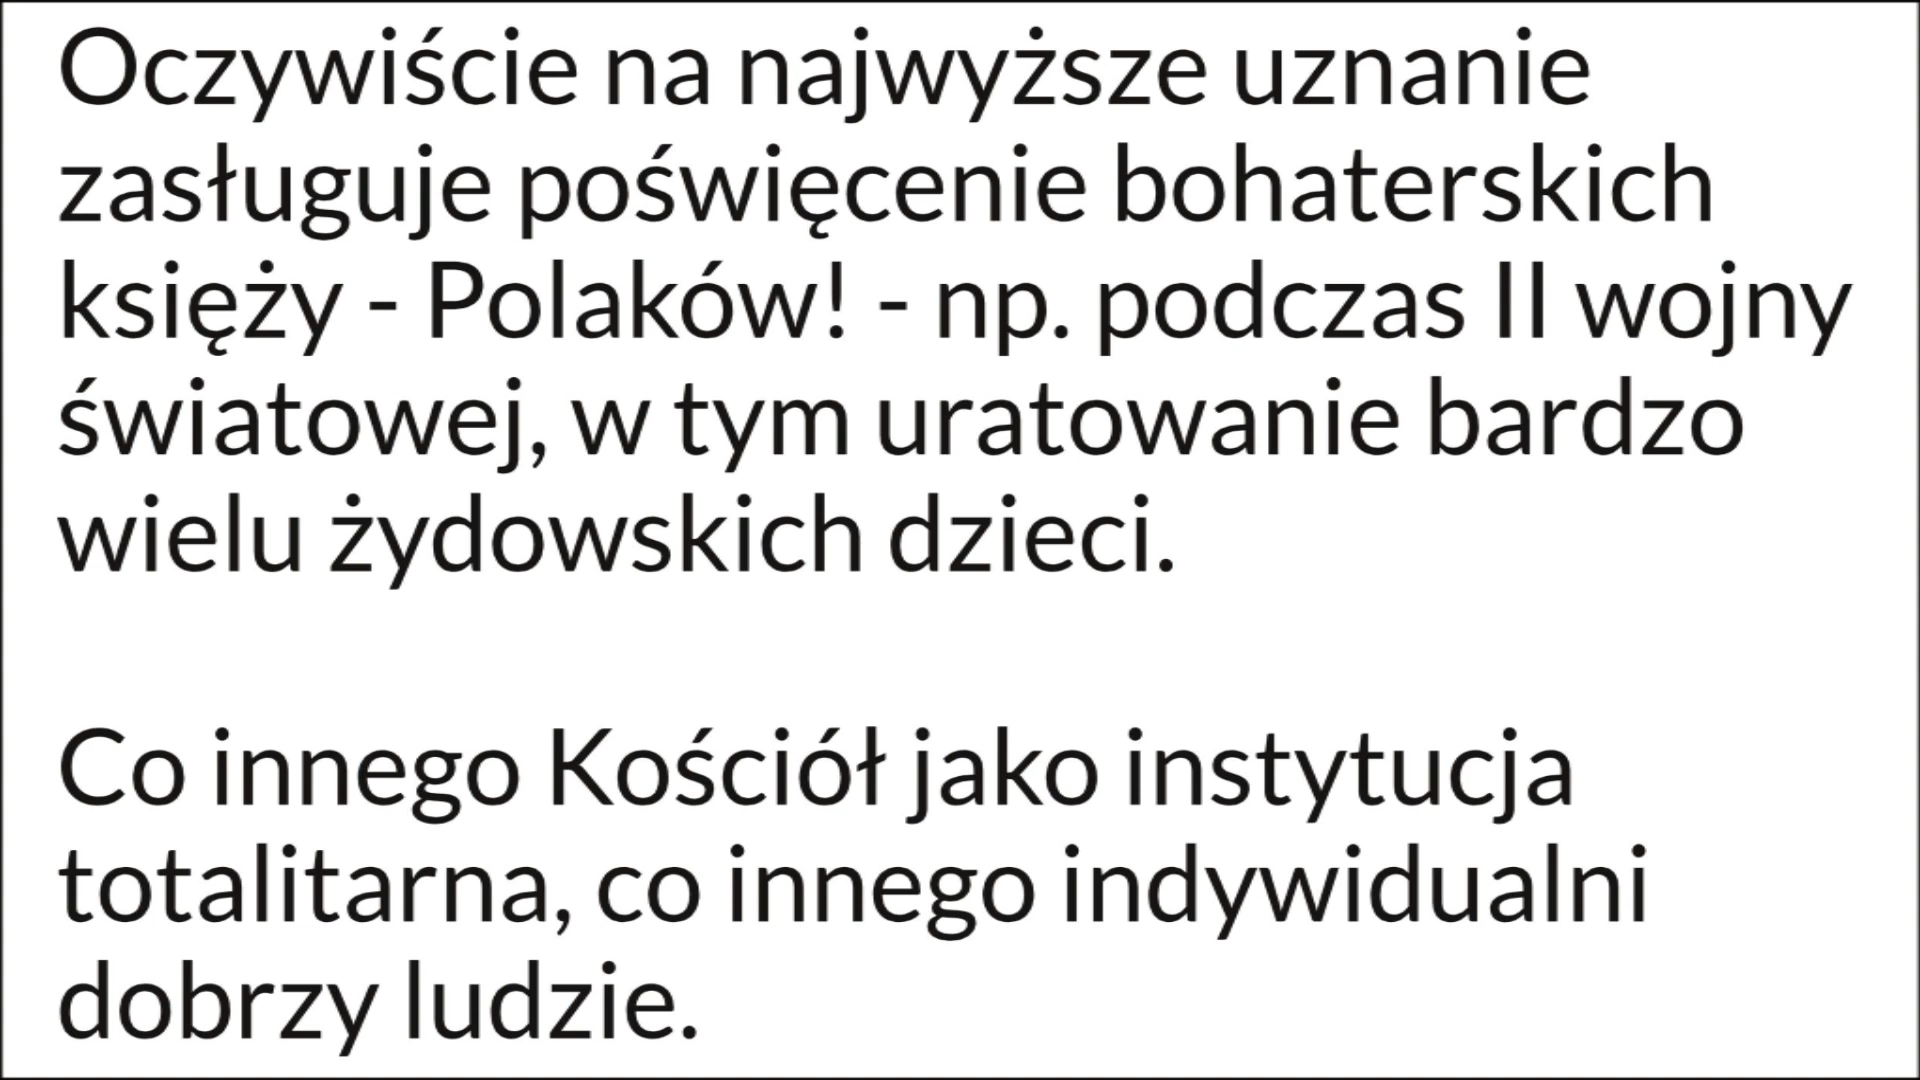 Oczywiście na najwyższe uznanie
zasługuje poświęcenie bohaterskich
księży - Polaków! - np. podczas II wojny
światowej, w tym uratowanie bardzo
wielu żydowskich dzieci.
Co innego Kościół jako instytucja
totalitarna, co innego indywidualni
dobrzy ludzie.